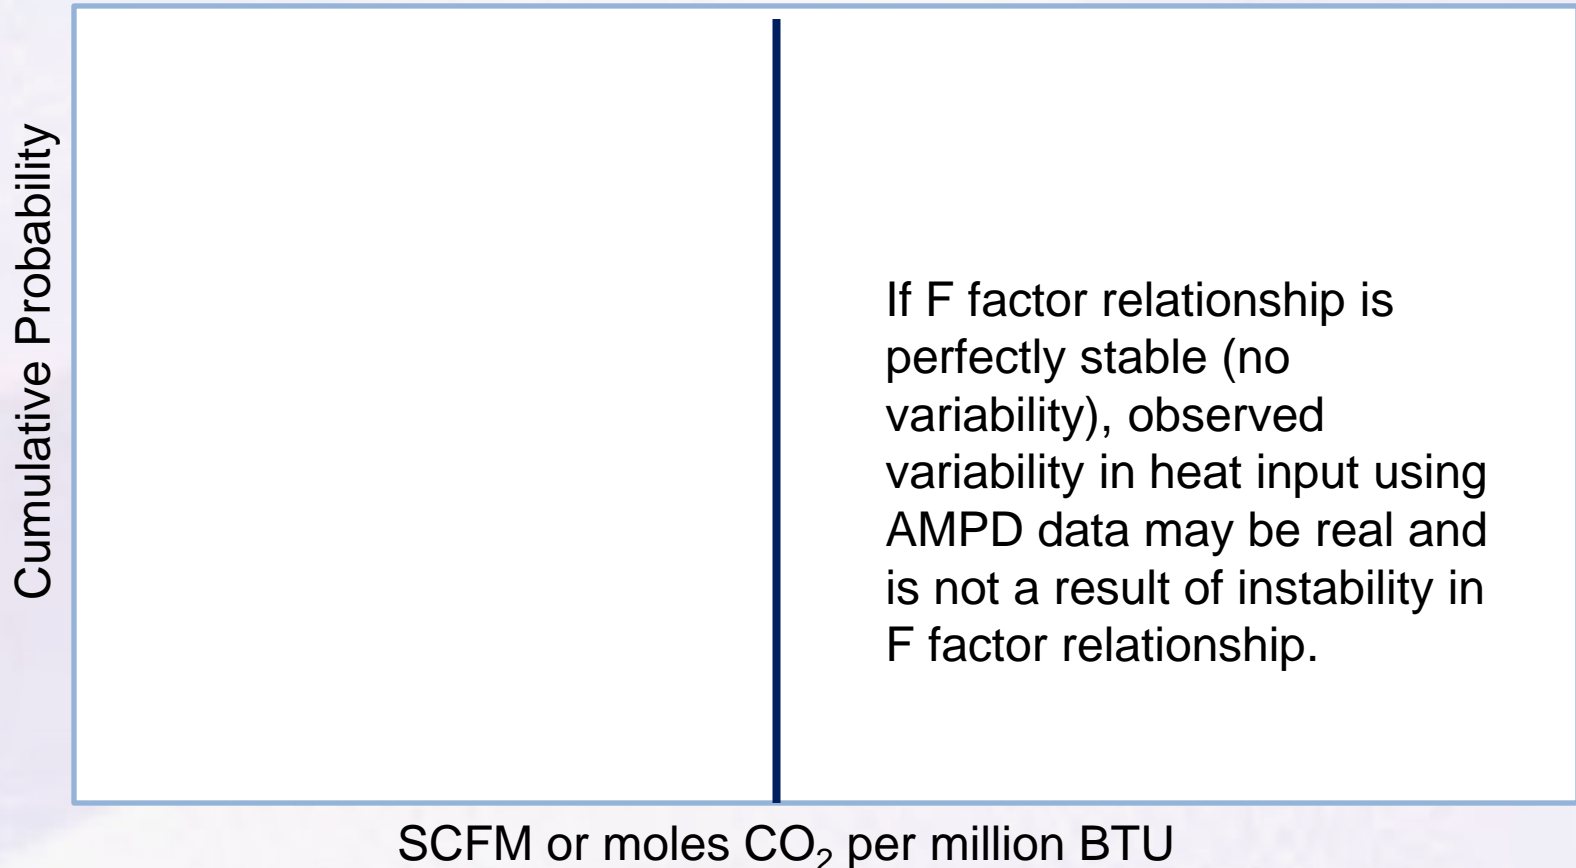 Cumulative Probability
If F factor relationship is
perfectly stable (no
variability), observed
variability in heat input using
AMPD data may be real and
is not a result of instability in
F factor relationship.
SCFM or moles CO₂ per million BTU